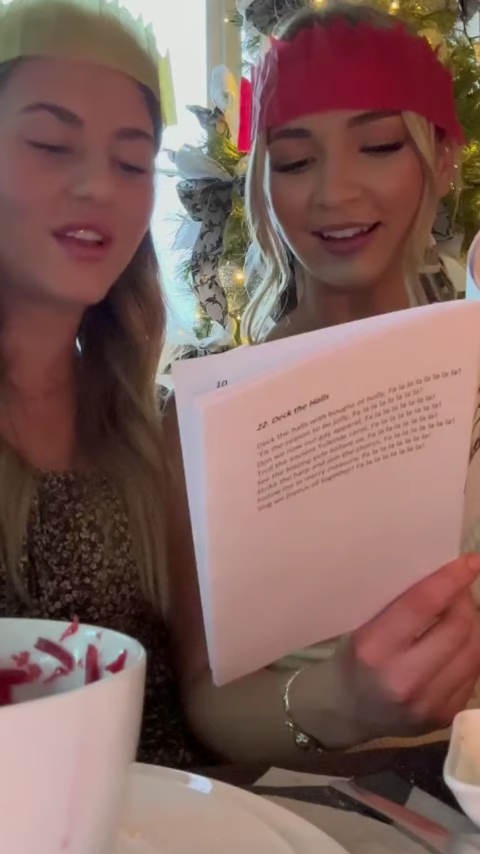 10
22. Deck the Halls
Deck the halls with boughs of holly, Fa la la la la la la la la!
'Tis the season to be jolly, Fa la la la la la la la la!
Don we now our gay apparel, Fa la la la la la la la la!
Troll the ancient Yuletide carol, Fa la la la la la la la la!
See the blazing yule before us, Fa la la la la la la la la!
Strike the harp and join the chorus, Fa la la la la la la la la!
Follow me in merry measure, Fa la la la la la la la la!
Sing we joyous all together! Fa la la la la la la la la!